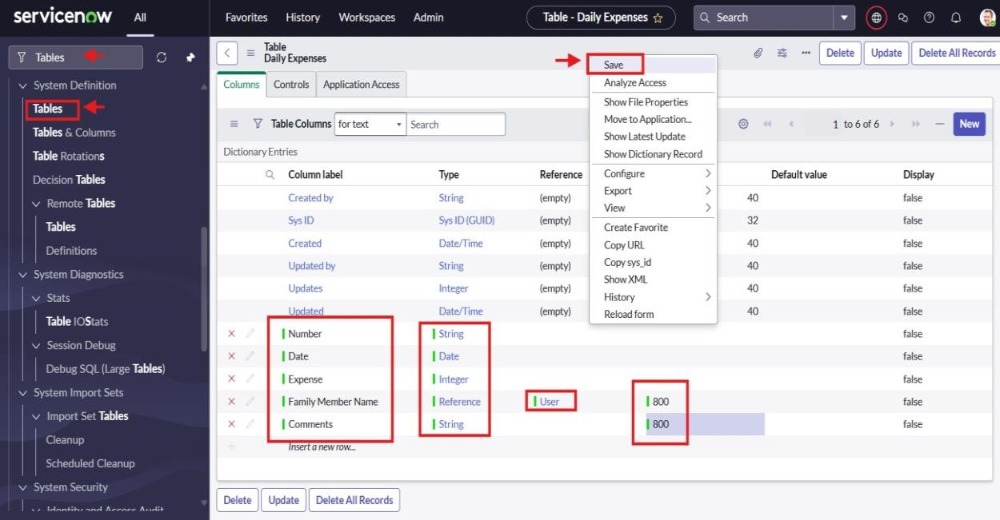 servicenow
All
Favorites
History
Workspaces
Admin
Table - Daily Expenses
Search
Tables
System Definition
Tables
Tables & Columns
Table Rotations
Decision Tables
Remote Tables
Tables
Definitions
System Diagnostics
Stats
Table IOStats
Session Debug
Debug SQL (Large Tables)
System Import Sets
Import Set Tables
Cleanup
Scheduled Cleanup
System Security
Identity and Access Audit
Table
Daily Expenses
Delete
Update
Delete All Records
Columns
Controls
Application Access
Table Columns
for text
Search
1 to 6 of 6
New
Dictionary Entries
Column label Type Reference Default value Display
Created by String (empty) 40 false
Sys ID Sys ID (GUID) (empty) 32 false
Created Date/Time (empty) 40 false
Updated by String (empty) 40 false
Updates Integer (empty) 40 false
Updated Date/Time (empty) 40 false
Number String false
Date Date false
Expense Integer false
Family Member Name Reference User 800 false
Comments String 800 false
Insert a new row...
Save
Analyze Access
Show File Properties
Move to Application...
Show Latest Update
Show Dictionary Record
Configure
Export
View
Create Favorite
Copy URL
Copy sys_id
Show XML
History
Reload form
Delete
Update
Delete All Records